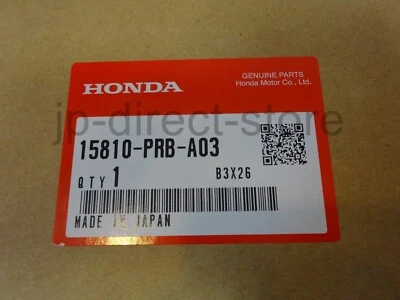 HONDA
GENUINE PARTS
Honda Motor Co., Ltd.
jp-direct-store
15810-PRB-A03
QTY 1
B3X26
MADE IN JAPAN